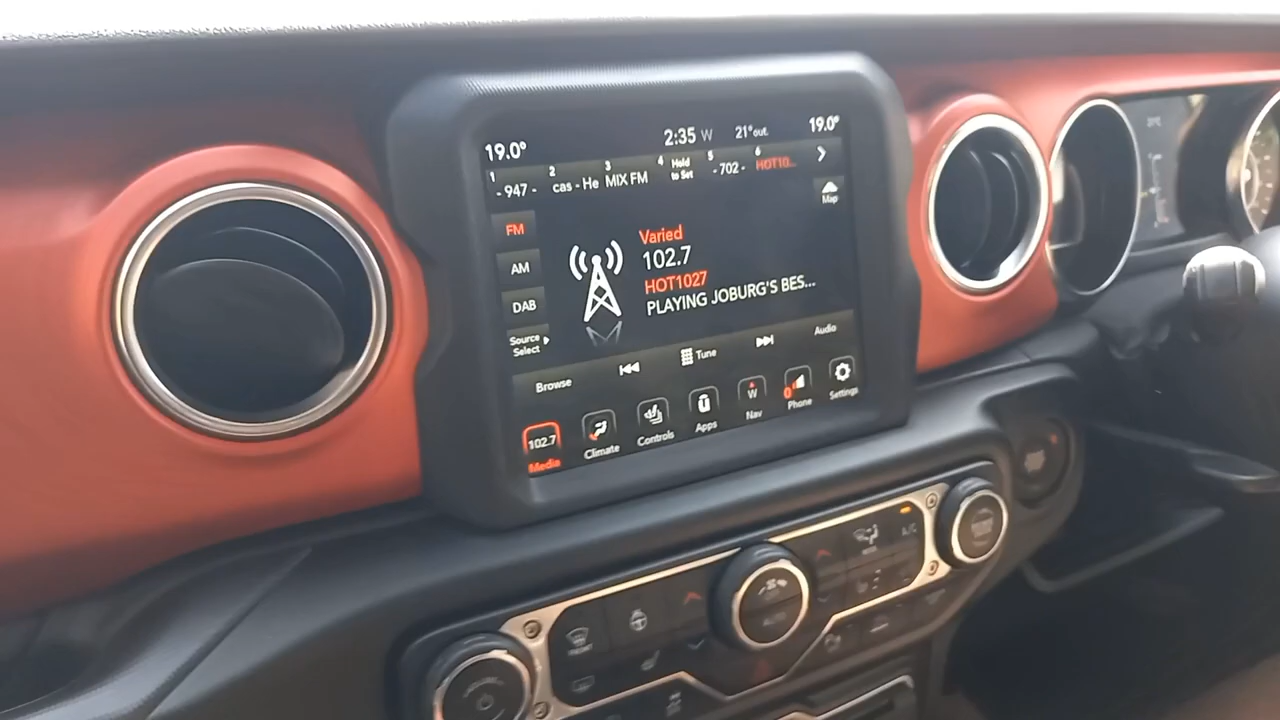 19.0° 2:35 W 21°out. 19.0°
1 2 3 4 5 6
- 947 - cas - He MIX FM Hold to Set - 702 - HOT10...
Map
FM
Varied
102.7
AM
HOT1027
PLAYING JOBURG'S BES...
DAB
Source
Select
Browse
Tune
Audio
102.7
Media
Climate
Controls
Apps
W
Nav
0
Phone
Settings
A/C